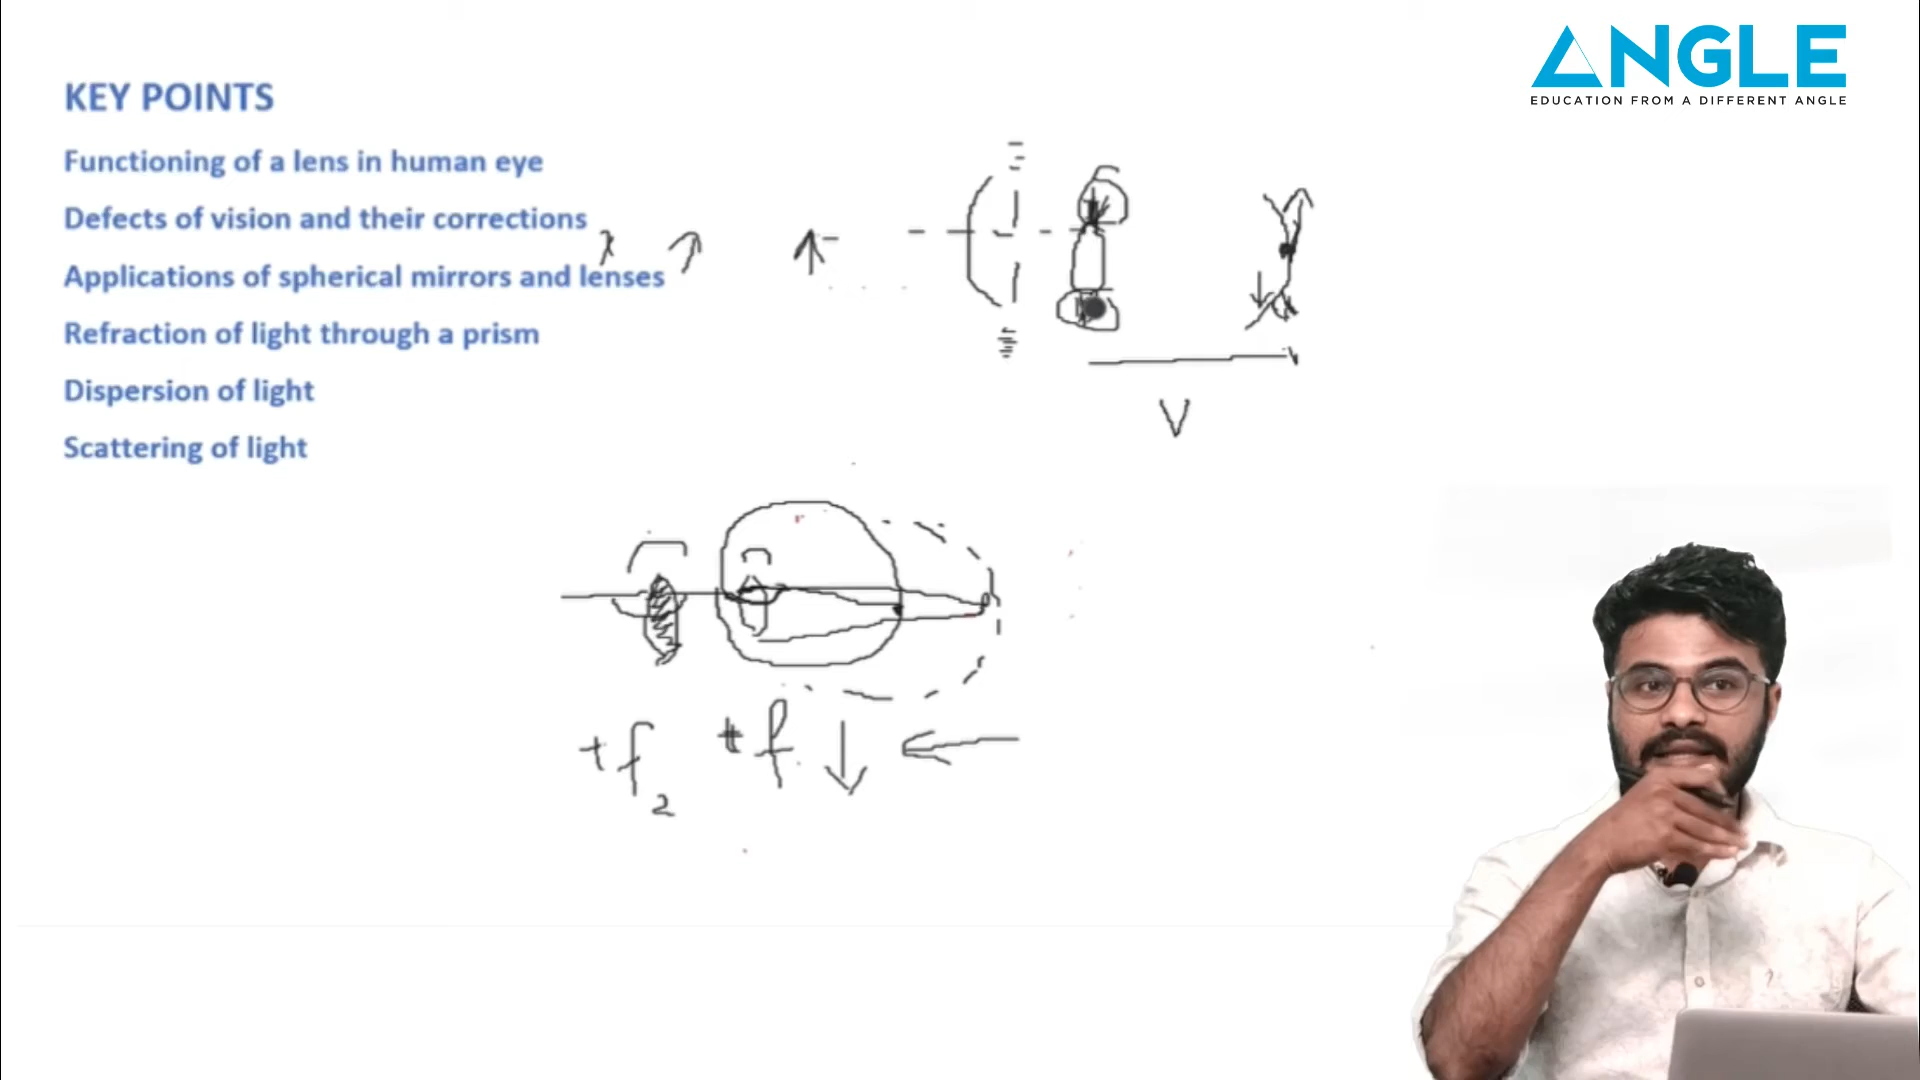 ANGLE
EDUCATION FROM A DIFFERENT ANGLE
KEY POINTS
Functioning of a lens in human eye
Defects of vision and their corrections
Applications of spherical mirrors and lenses
Refraction of light through a prism
Dispersion of light
Scattering of light
V
+f2 +f ↓ ←